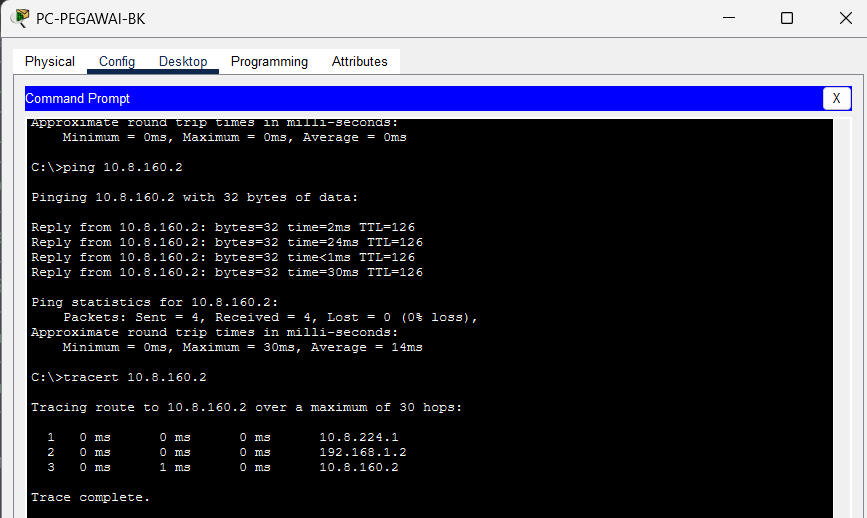 PC-PEGAWAI-BK
Physical Config Desktop Programming Attributes
Command Prompt X
Approximate round trip times in milli-seconds:
    Minimum = 0ms, Maximum = 0ms, Average = 0ms
C:\>ping 10.8.160.2
Pinging 10.8.160.2 with 32 bytes of data:
Reply from 10.8.160.2: bytes=32 time=2ms TTL=126
Reply from 10.8.160.2: bytes=32 time=24ms TTL=126
Reply from 10.8.160.2: bytes=32 time<1ms TTL=126
Reply from 10.8.160.2: bytes=32 time=30ms TTL=126
Ping statistics for 10.8.160.2:
    Packets: Sent = 4, Received = 4, Lost = 0 (0% loss),
Approximate round trip times in milli-seconds:
    Minimum = 0ms, Maximum = 30ms, Average = 14ms
C:\>tracert 10.8.160.2
Tracing route to 10.8.160.2 over a maximum of 30 hops:
  1   0 ms      0 ms      0 ms      10.8.224.1
  2   0 ms      0 ms      0 ms      192.168.1.2
  3   0 ms      1 ms      0 ms      10.8.160.2
Trace complete.